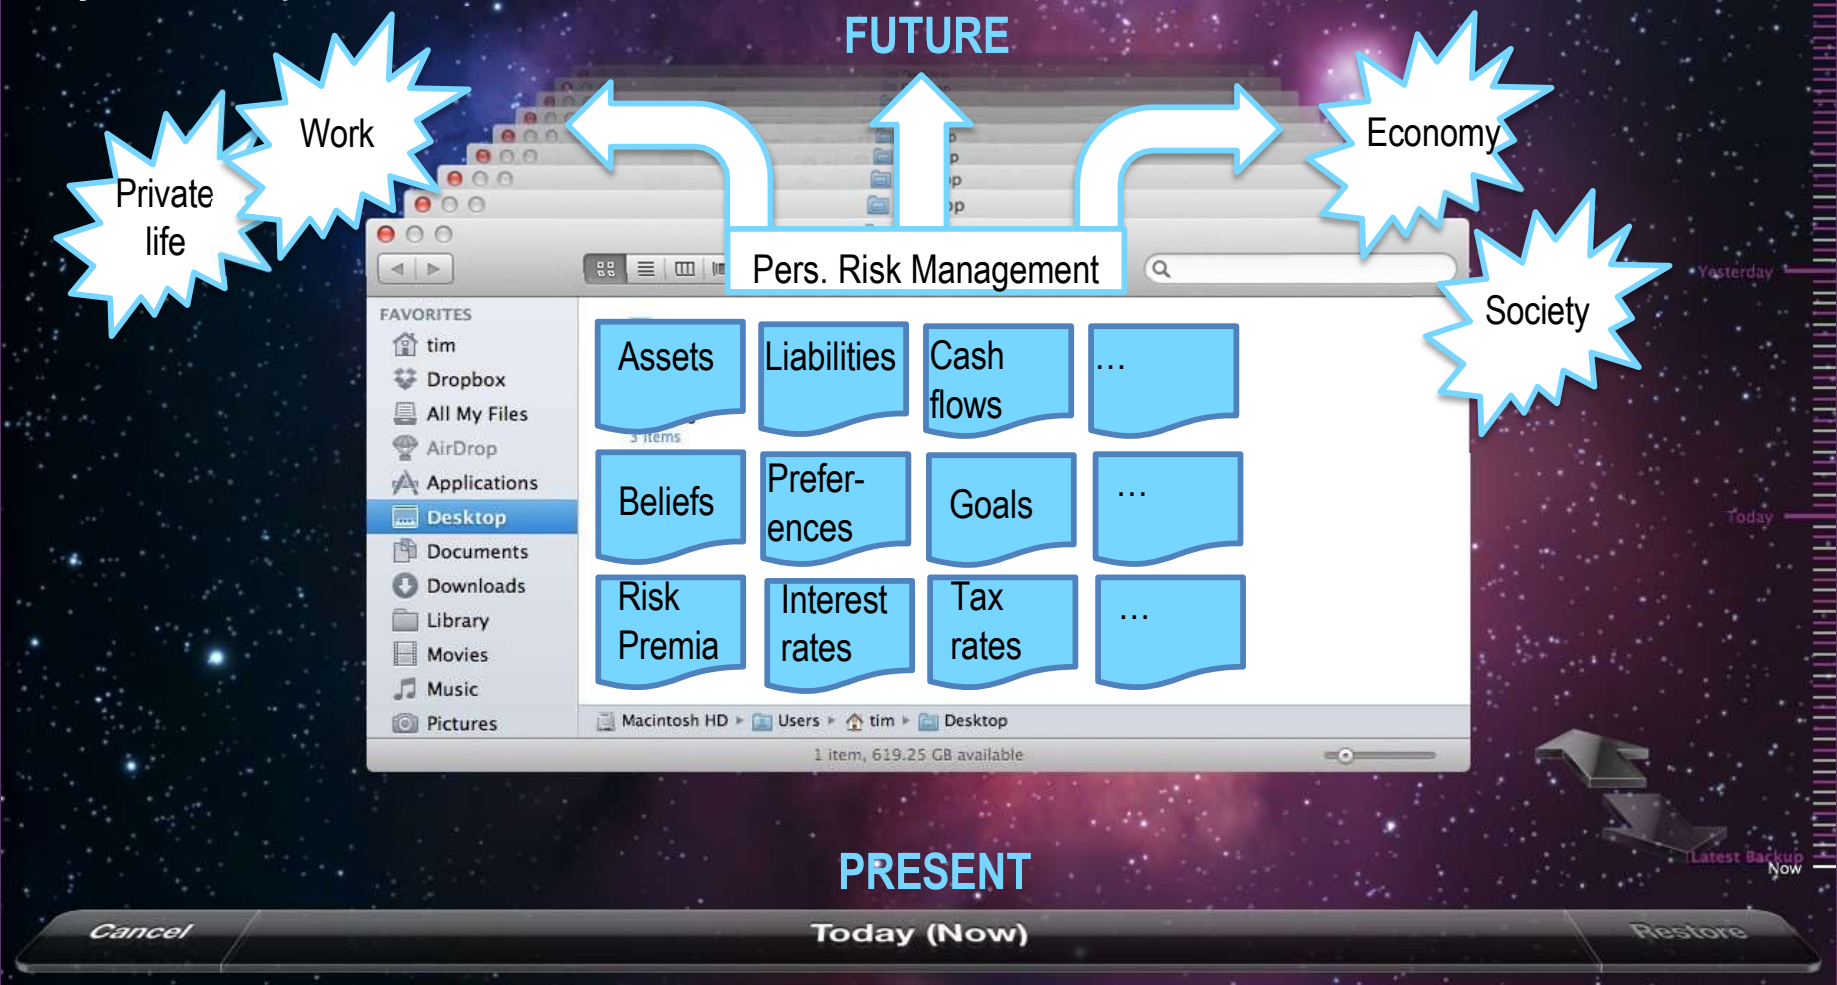 FUTURE
Work
Economy
Private
life
Pers. Risk Management
Society
Yesterday
FAVORITES
tim
Dropbox
All My Files
AirDrop
Applications
Desktop
Documents
Downloads
Library
Movies
Music
Pictures
Assets
Liabilities
Cash
flows
...
3 items
Beliefs
Prefer-
ences
Goals
...
Today
Risk
Premia
Interest
rates
Tax
rates
...
Macintosh HD
Users
tim
Desktop
1 item, 619.25 GB available
PRESENT
Latest Backup
Now
Cancel
Today (Now)
Restore